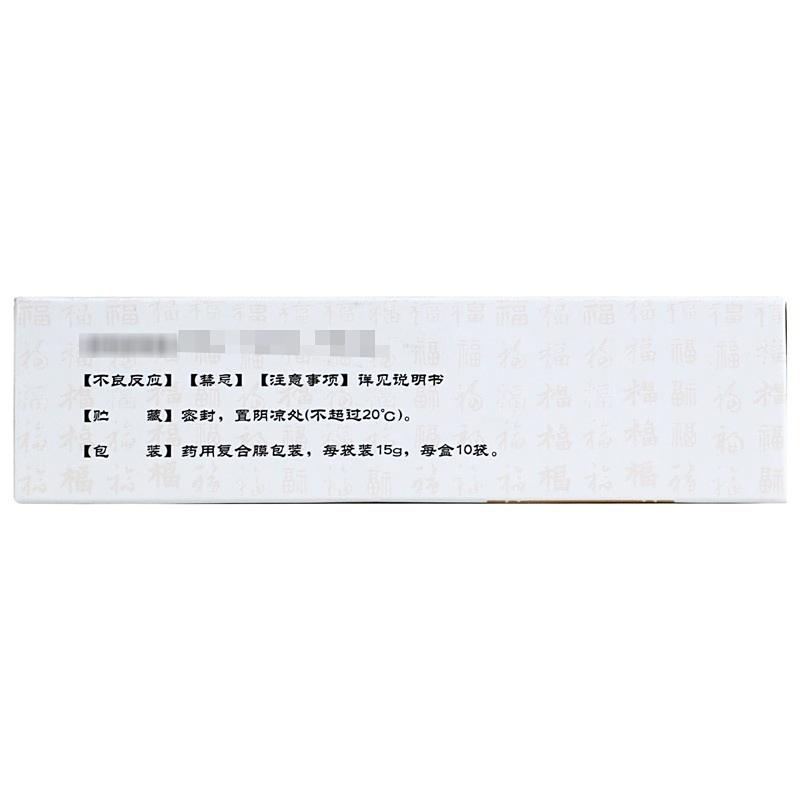 【不良反应】【禁忌】【注意事项】详见说明书
【贮　　藏】密封，置阴凉处(不超过20℃)。
【包　　装】药用复合膜包装，每袋装15g，每盒10袋。